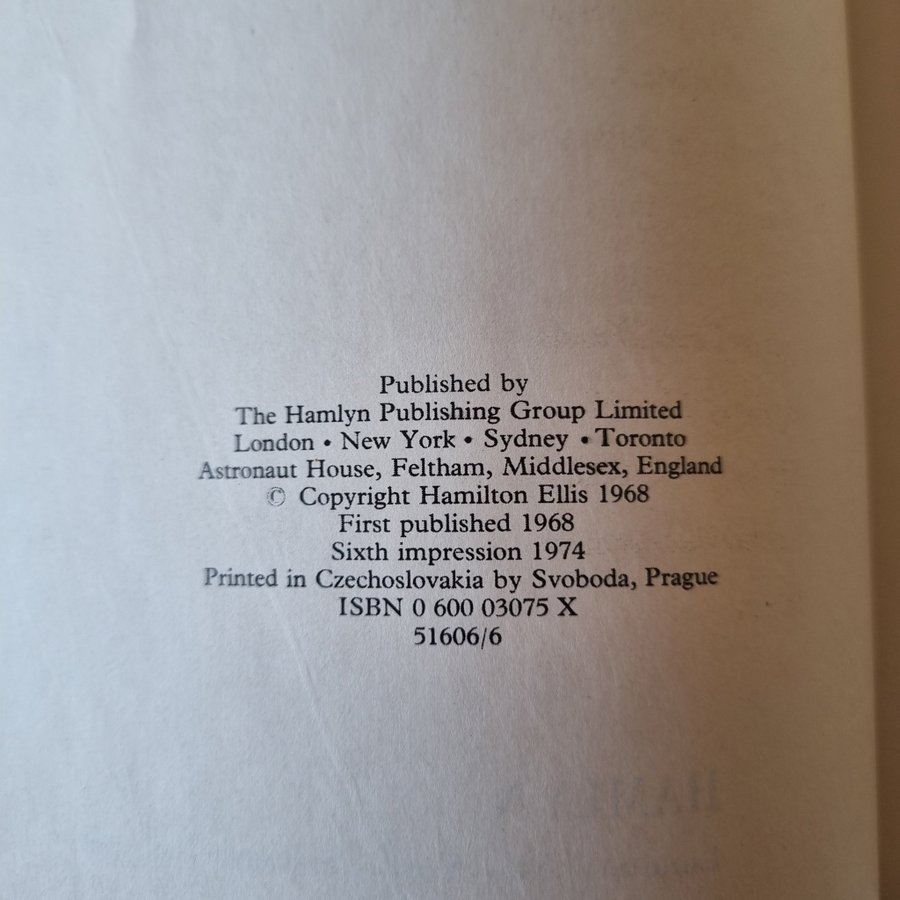 Published by
The Hamlyn Publishing Group Limited
London • New York • Sydney • Toronto
Astronaut House, Feltham, Middlesex, England
© Copyright Hamilton Ellis 1968
First published 1968
Sixth impression 1974
Printed in Czechoslovakia by Svoboda, Prague
ISBN 0 600 03075 X
51606/6